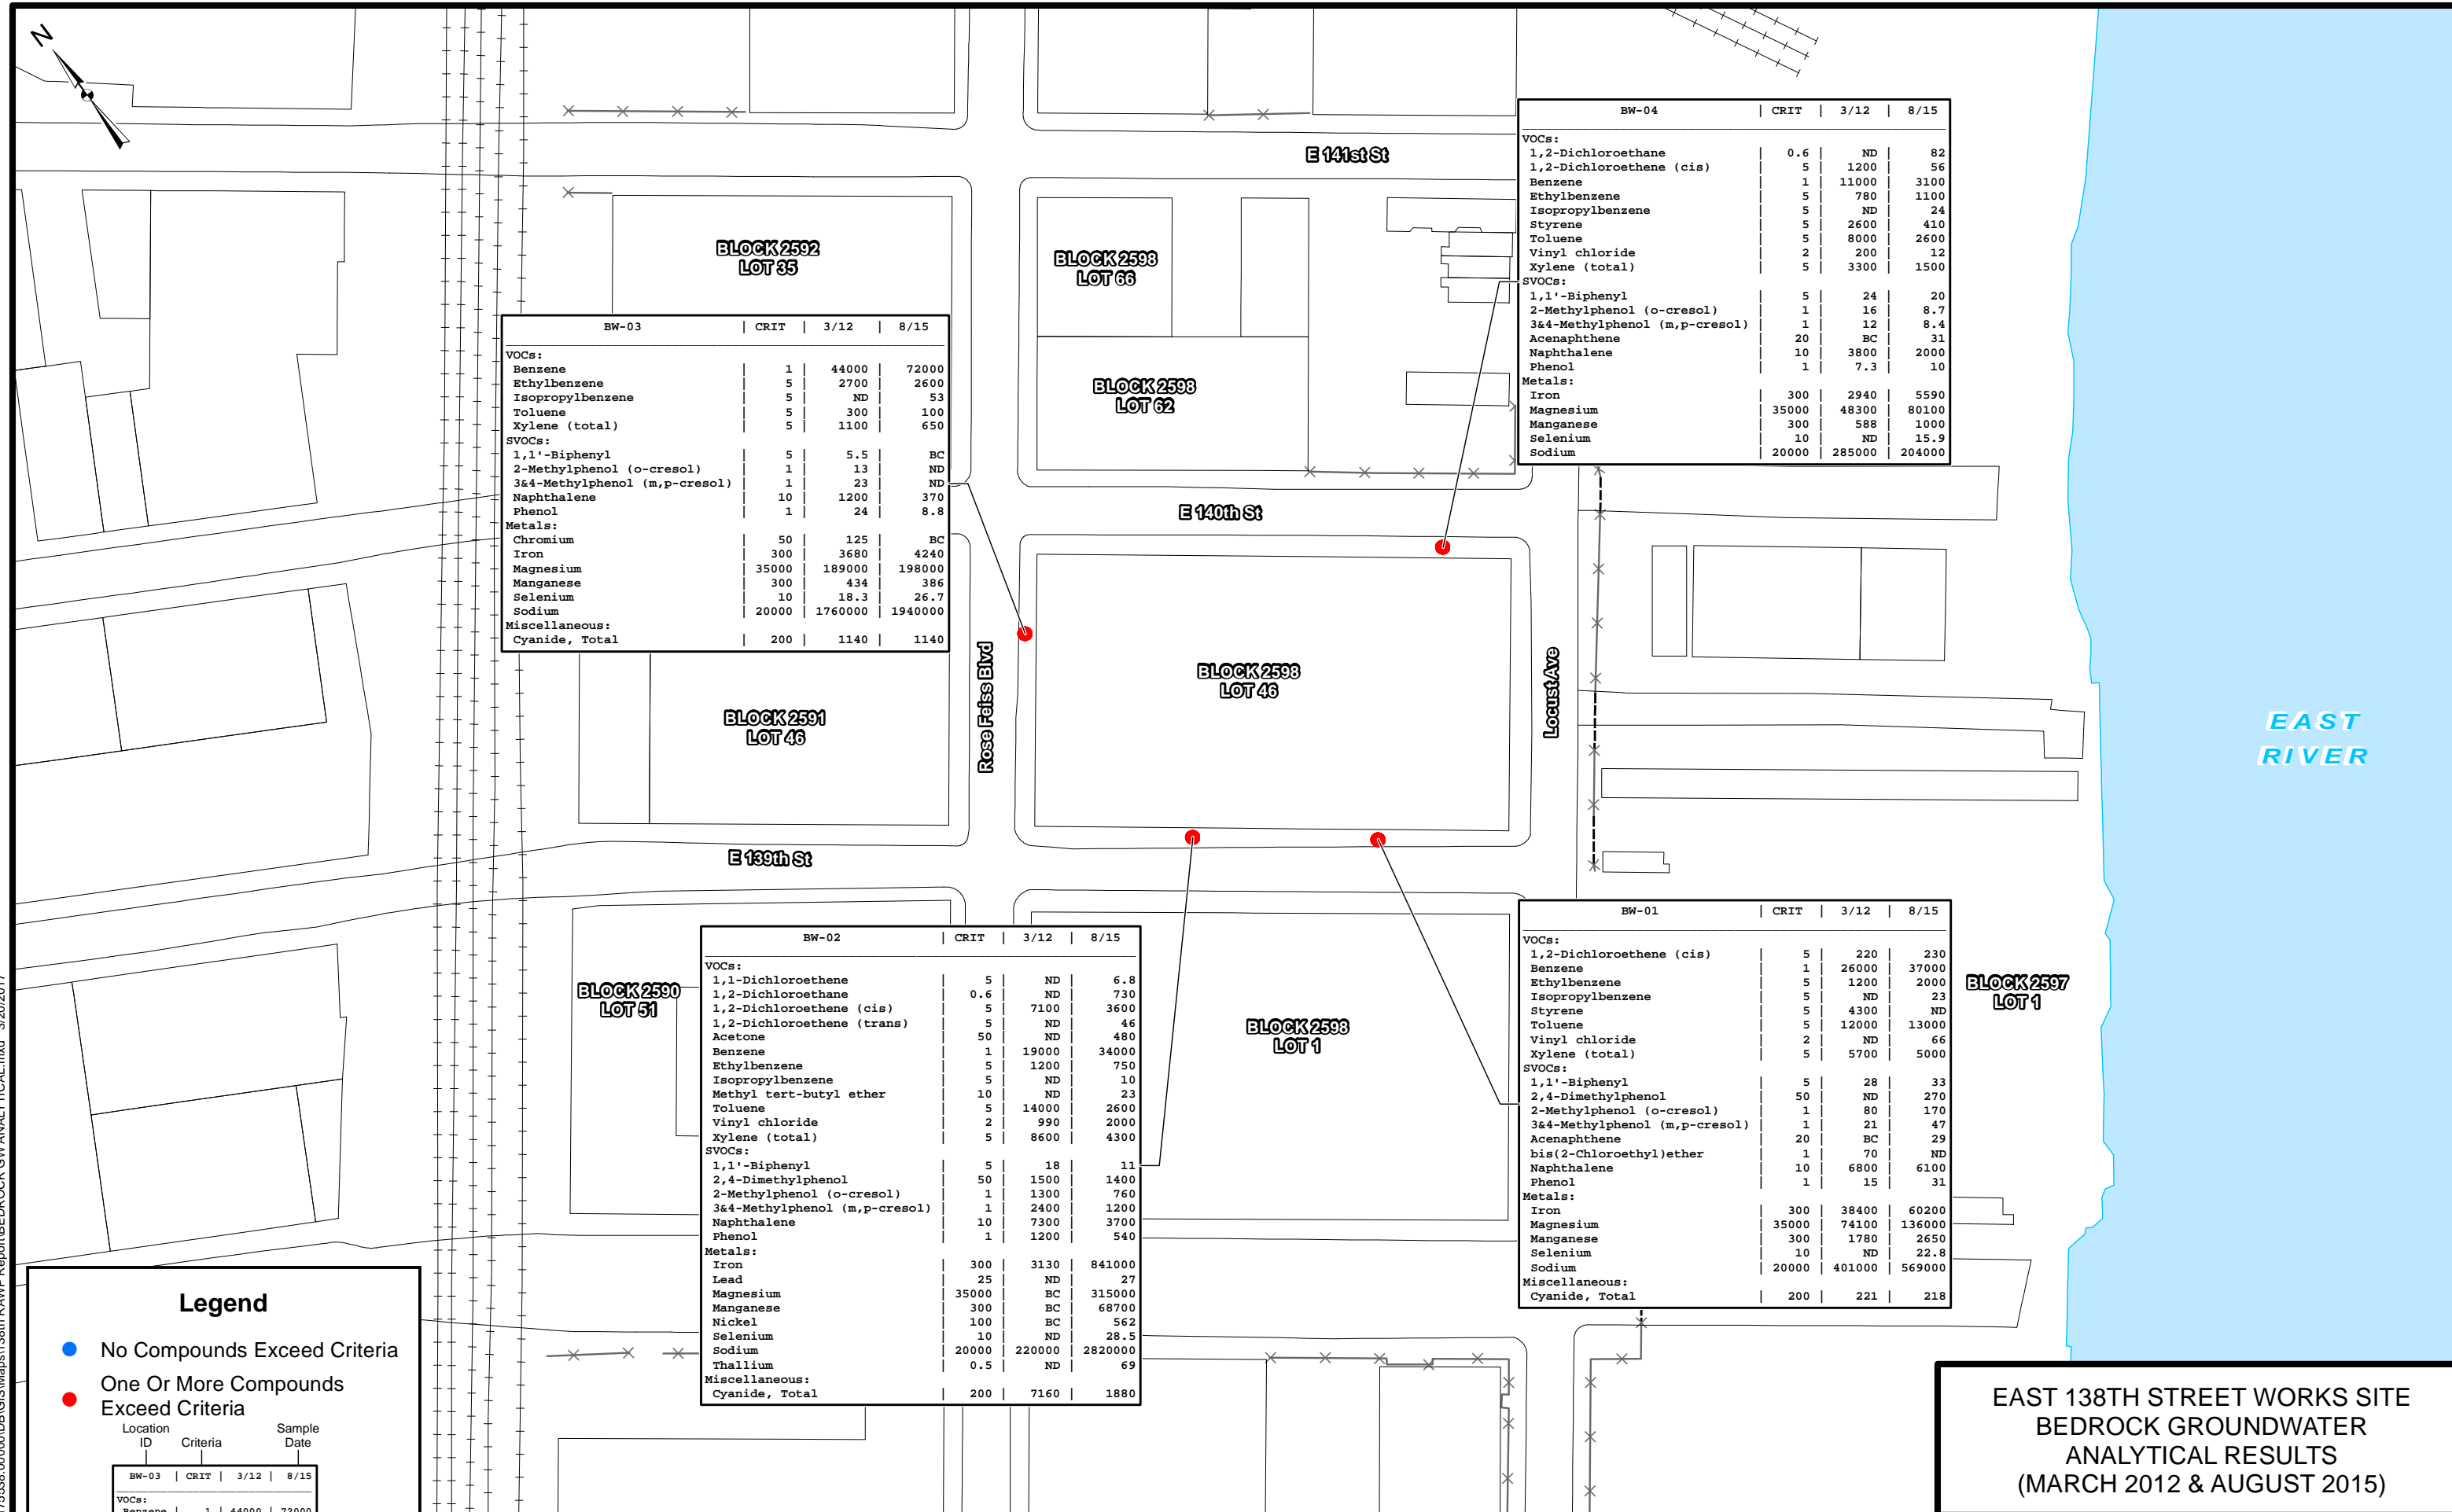 N
E 141st St
BLOCK 2592
LOT 35
BLOCK 2598
LOT 66
BLOCK 2598
LOT 62
BW-04 | CRIT | 3/12 | 8/15
VOCs:
1,2-Dichloroethane | 0.6 | ND | 82
1,2-Dichloroethene (cis) | 5 | 1200 | 56
Benzene | 1 | 11000 | 3100
Ethylbenzene | 5 | 780 | 1100
Isopropylbenzene | 5 | ND | 24
Styrene | 5 | 2600 | 410
Toluene | 5 | 8000 | 2600
Vinyl chloride | 2 | 200 | 12
Xylene (total) | 5 | 3300 | 1500
SVOCs:
1,1'-Biphenyl | 5 | 24 | 20
2-Methylphenol (o-cresol) | 1 | 16 | 8.7
3&4-Methylphenol (m,p-cresol) | 1 | 12 | 8.4
Acenaphthene | 20 | BC | 31
Naphthalene | 10 | 3800 | 2000
Phenol | 1 | 7.3 | 10
Metals:
Iron | 300 | 2940 | 5590
Magnesium | 35000 | 48300 | 80100
Manganese | 300 | 588 | 1000
Selenium | 10 | ND | 15.9
Sodium | 20000 | 285000 | 204000
BW-03 | CRIT | 3/12 | 8/15
VOCs:
Benzene | 1 | 44000 | 72000
Ethylbenzene | 5 | 2700 | 2600
Isopropylbenzene | 5 | ND | 53
Toluene | 5 | 300 | 100
Xylene (total) | 5 | 1100 | 650
SVOCs:
1,1'-Biphenyl | 5 | 5.5 | BC
2-Methylphenol (o-cresol) | 1 | 13 | ND
3&4-Methylphenol (m,p-cresol) | 1 | 23 | ND
Naphthalene | 10 | 1200 | 370
Phenol | 1 | 24 | 8.8
Metals:
Chromium | 50 | 125 | BC
Iron | 300 | 3680 | 4240
Magnesium | 35000 | 189000 | 198000
Manganese | 300 | 434 | 386
Selenium | 10 | 18.3 | 26.7
Sodium | 20000 | 1760000 | 1940000
Miscellaneous:
Cyanide, Total | 200 | 1140 | 1140
E 140th St
BLOCK 2591
LOT 46
Rose Feiss Blvd
BLOCK 2598
LOT 46
Locust Ave
EAST
RIVER
E 139th St
BLOCK 2590
LOT 51
BW-02 | CRIT | 3/12 | 8/15
VOCs:
1,1-Dichloroethene | 5 | ND | 6.8
1,2-Dichloroethane | 0.6 | ND | 730
1,2-Dichloroethene (cis) | 5 | 7100 | 3600
1,2-Dichloroethene (trans) | 5 | ND | 46
Acetone | 50 | ND | 480
Benzene | 1 | 19000 | 34000
Ethylbenzene | 5 | 1200 | 750
Isopropylbenzene | 5 | ND | 10
Methyl tert-butyl ether | 10 | ND | 23
Toluene | 5 | 14000 | 2600
Vinyl chloride | 2 | 990 | 2000
Xylene (total) | 5 | 8600 | 4300
SVOCs:
1,1'-Biphenyl | 5 | 18 | 11
2,4-Dimethylphenol | 50 | 1500 | 1400
2-Methylphenol (o-cresol) | 1 | 1300 | 760
3&4-Methylphenol (m,p-cresol) | 1 | 2400 | 1200
Naphthalene | 10 | 7300 | 3700
Phenol | 1 | 1200 | 540
Metals:
Iron | 300 | 3130 | 841000
Lead | 25 | ND | 27
Magnesium | 35000 | BC | 315000
Manganese | 300 | BC | 68700
Nickel | 100 | BC | 562
Selenium | 10 | ND | 28.5
Sodium | 20000 | 220000 | 2820000
Thallium | 0.5 | ND | 69
Miscellaneous:
Cyanide, Total | 200 | 7160 | 1880
BLOCK 2598
LOT 1
BW-01 | CRIT | 3/12 | 8/15
VOCs:
1,2-Dichloroethene (cis) | 5 | 220 | 230
Benzene | 1 | 26000 | 37000
Ethylbenzene | 5 | 1200 | 2000
Isopropylbenzene | 5 | ND | 23
Styrene | 5 | 4300 | ND
Toluene | 5 | 12000 | 13000
Vinyl chloride | 2 | ND | 66
Xylene (total) | 5 | 5700 | 5000
SVOCs:
1,1'-Biphenyl | 5 | 28 | 33
2,4-Dimethylphenol | 50 | ND | 270
2-Methylphenol (o-cresol) | 1 | 80 | 170
3&4-Methylphenol (m,p-cresol) | 1 | 21 | 47
Acenaphthene | 20 | BC | 29
bis(2-Chloroethyl)ether | 1 | 70 | ND
Naphthalene | 10 | 6800 | 6100
Phenol | 1 | 15 | 31
Metals:
Iron | 300 | 38400 | 60200
Magnesium | 35000 | 74100 | 136000
Manganese | 300 | 1780 | 2650
Selenium | 10 | ND | 22.8
Sodium | 20000 | 401000 | 569000
Miscellaneous:
Cyanide, Total | 200 | 221 | 218
BLOCK 2597
LOT 1
Legend
No Compounds Exceed Criteria
One Or More Compounds
Exceed Criteria
Location
ID
Criteria
Sample
Date
BW-03 | CRIT | 3/12 | 8/15
VOCs:
Benzene | 1 | 44000 | 72000
EAST 138TH STREET WORKS SITE
BEDROCK GROUNDWATER
ANALYTICAL RESULTS
(MARCH 2012 & AUGUST 2015)